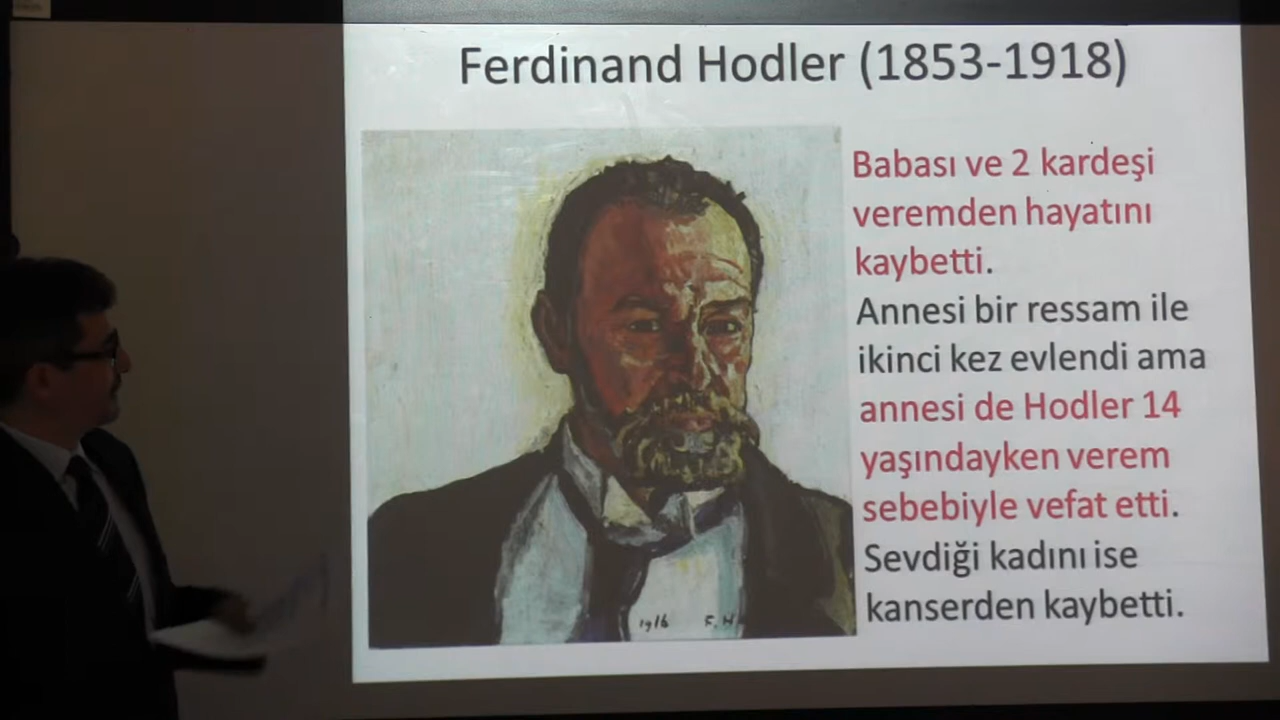 Ferdinand Hodler (1853-1918)
Babası ve 2 kardeşi
veremden hayatını
kaybetti.
Annesi bir ressam ile
ikinci kez evlendi ama
annesi de Hodler 14
yaşındayken verem
sebebiyle vefat etti.
Sevdiği kadını ise
kanserden kaybetti.
1916 F. H.